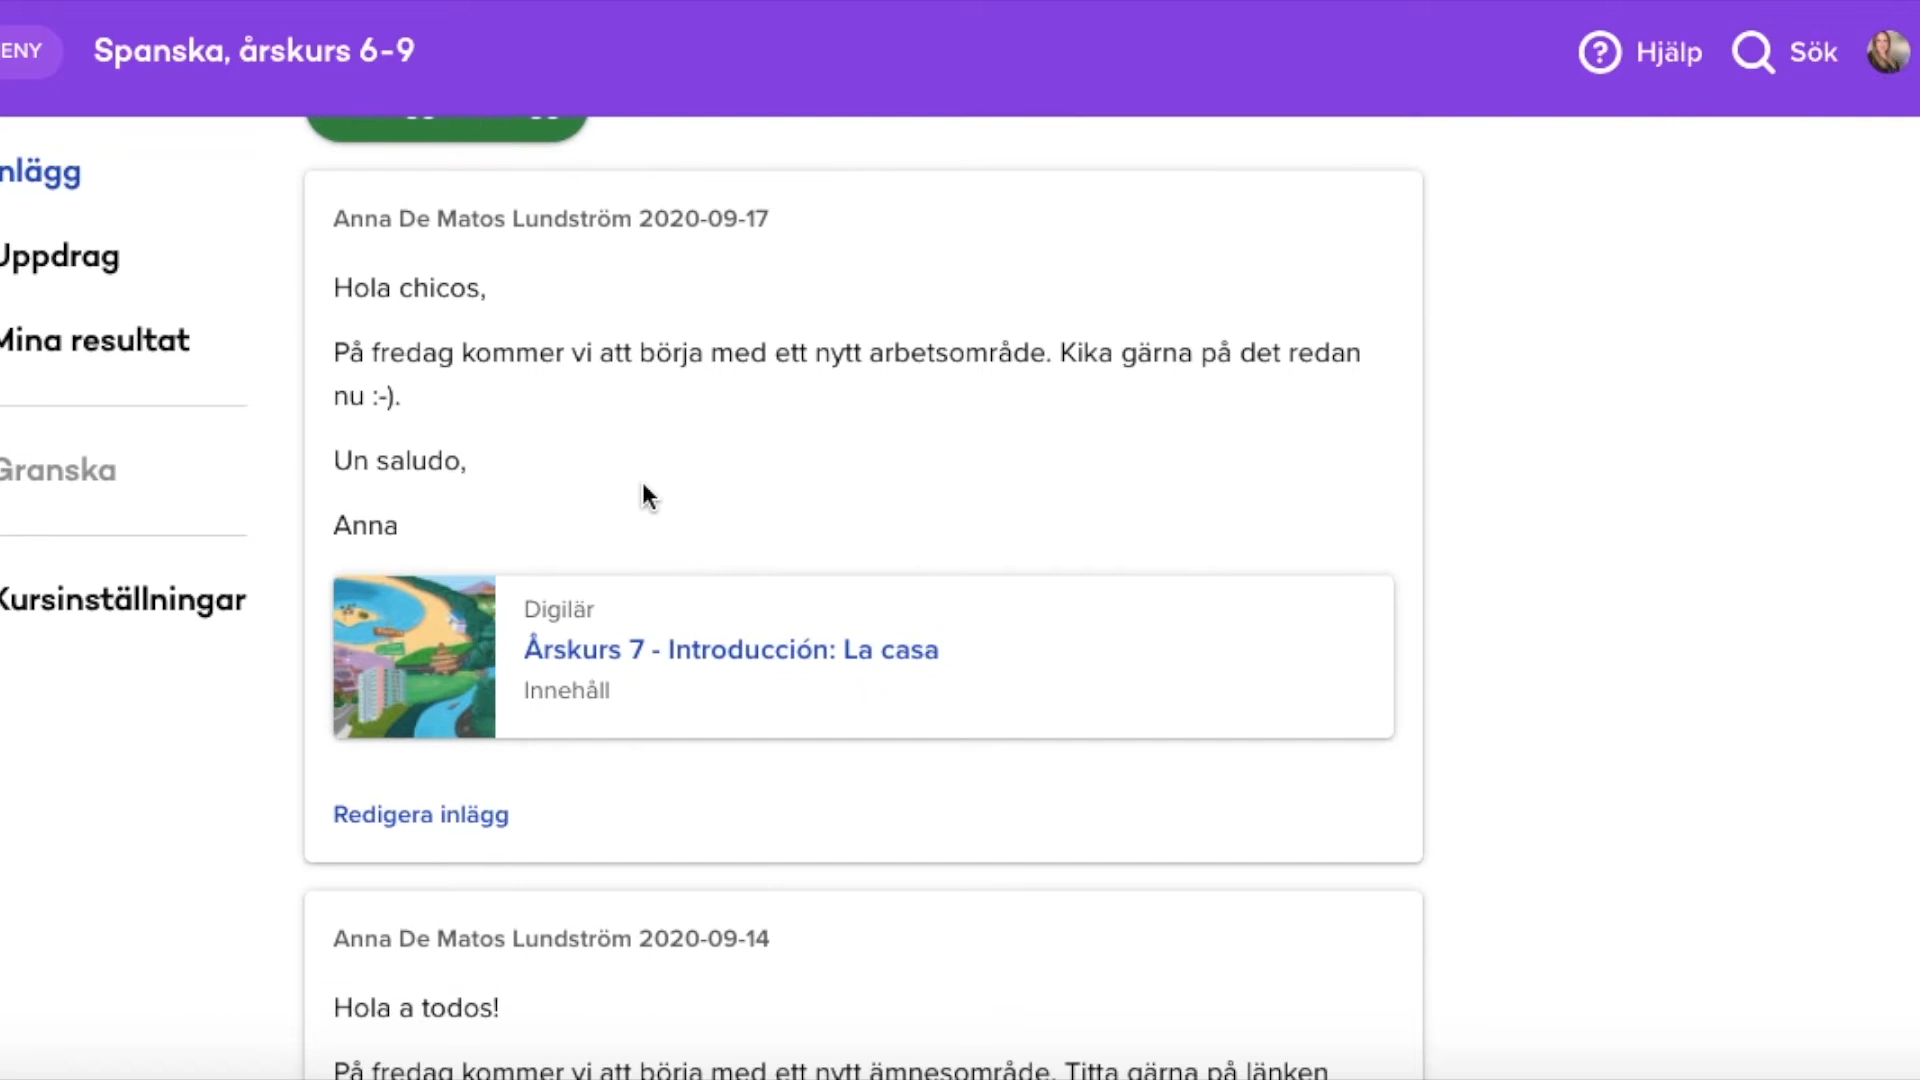 ENY
Spanska, årskurs 6-9
Hjälp
Sök
nlägg
Uppdrag
Mina resultat
Granska
Kursinställningar
Anna De Matos Lundström 2020-09-17
Hola chicos,
På fredag kommer vi att börja med ett nytt arbetsområde. Kika gärna på det redan
nu :-).
Un saludo,
Anna
Digilär
Årskurs 7 - Introducción: La casa
Innehåll
Redigera inlägg
Anna De Matos Lundström 2020-09-14
Hola a todos!
På fredag kommer vi att börja med ett nytt ämnesområde. Titta gärna på länken